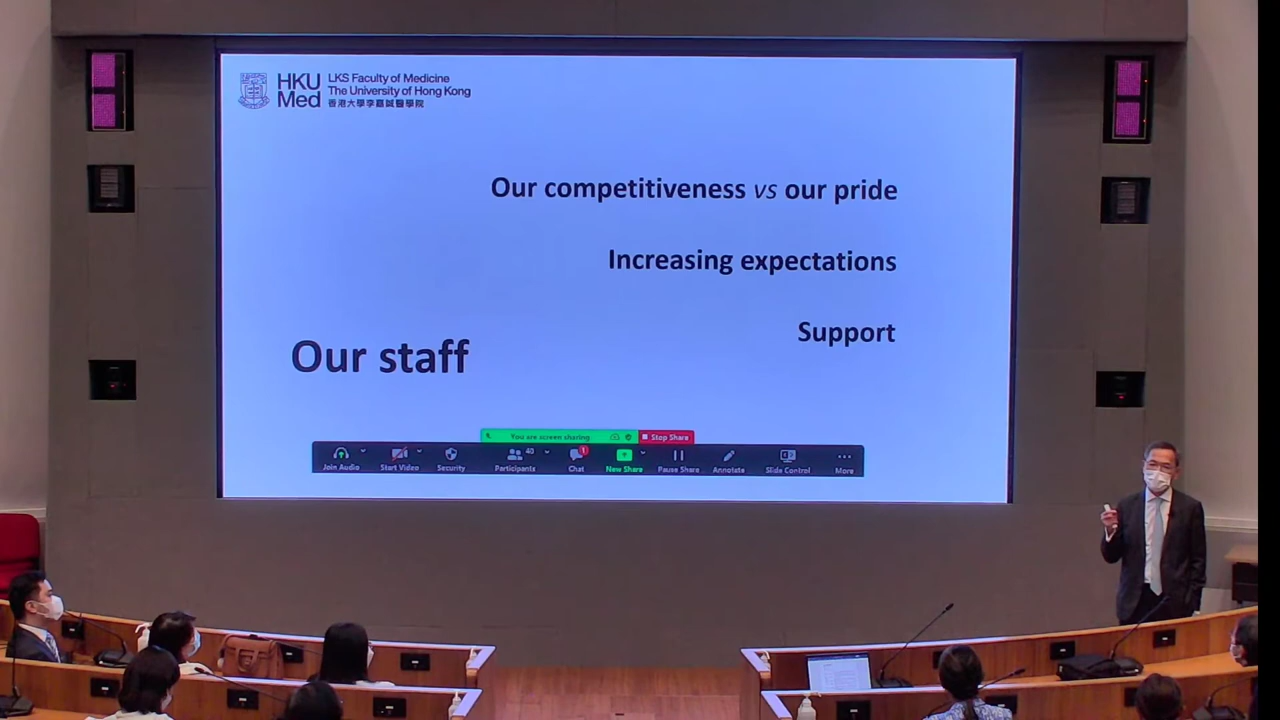 HKU
Med
LKS Faculty of Medicine
The University of Hong Kong
香港大學李嘉誠醫學院
Our competitiveness vs our pride
Increasing expectations
Support
Our staff
You are screen sharing
Stop Share
Join Audio
Start Video
Security
40
Participants
1
Chat
New Share
Pause Share
Annotate
Slide Control
More